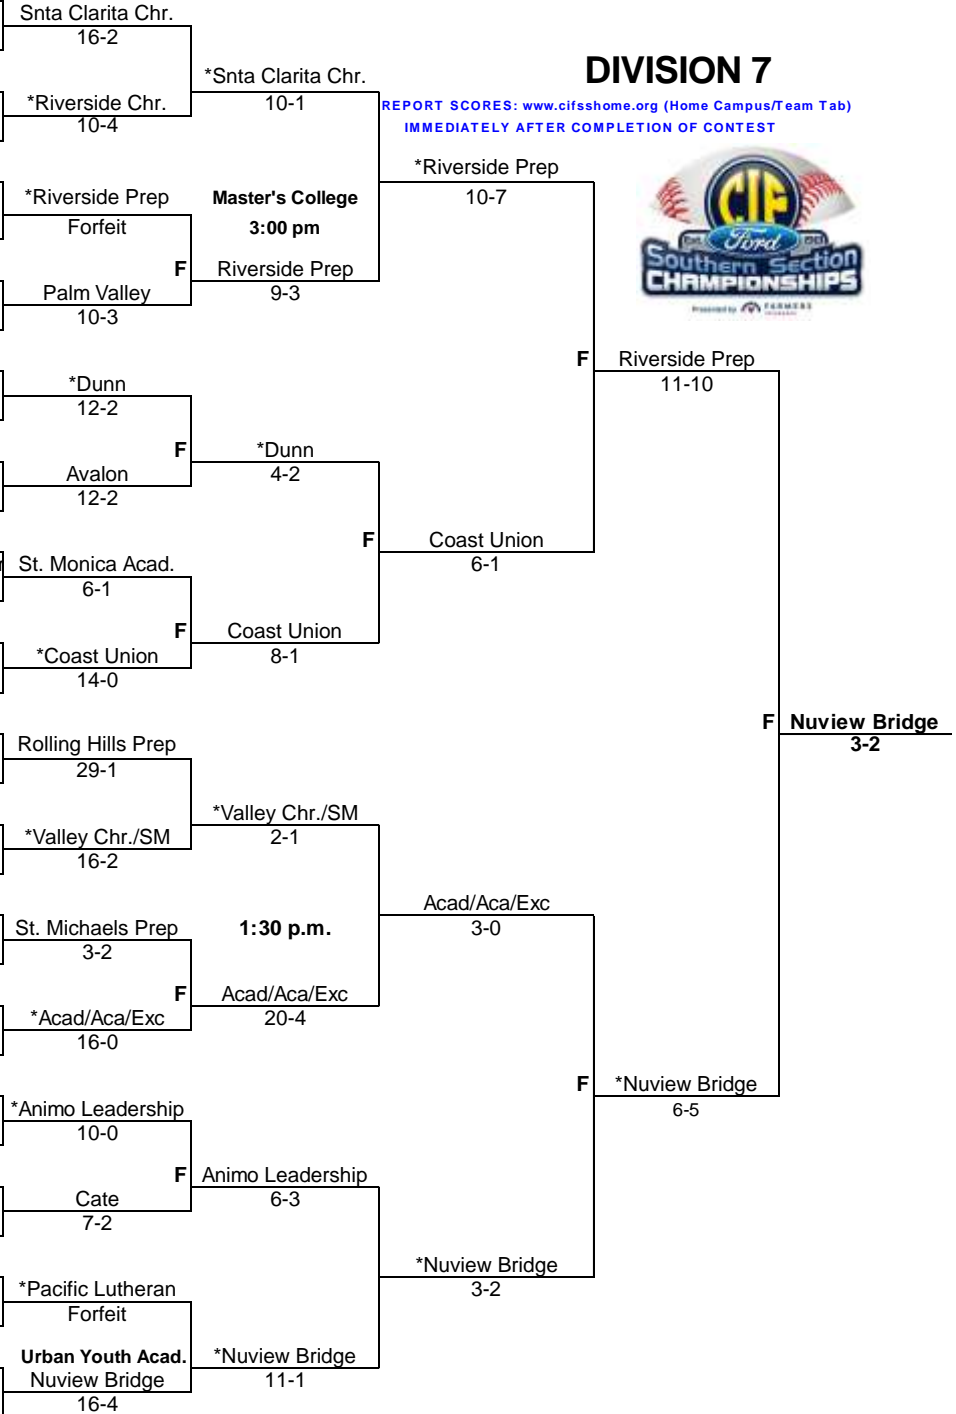 Snta Clarita Chr.
16-2
*Riverside Chr.
10-4
*Snta Clarita Chr.
10-1
DIVISION 7
REPORT SCORES: www.cifsshome.org (Home Campus/Team Tab)
IMMEDIATELY AFTER COMPLETION OF CONTEST
*Riverside Prep
10-7
CIF
Ford
Southern Section
CHAMPIONSHIPS
Presented by FARMERS
*Riverside Prep
Forfeit
Master's College
3:00 pm
F
Riverside Prep
9-3
Palm Valley
10-3
F
Riverside Prep
11-10
*Dunn
12-2
F
*Dunn
4-2
Avalon
12-2
F
Coast Union
6-1
St. Monica Acad.
6-1
F
Coast Union
8-1
*Coast Union
14-0
F
Nuview Bridge
3-2
Rolling Hills Prep
29-1
*Valley Chr./SM
2-1
*Valley Chr./SM
16-2
Acad/Aca/Exc
3-0
St. Michaels Prep
3-2
1:30 p.m.
F
Acad/Aca/Exc
20-4
*Acad/Aca/Exc
16-0
F
*Nuview Bridge
6-5
*Animo Leadership
10-0
F
Animo Leadership
6-3
Cate
7-2
*Nuview Bridge
3-2
*Pacific Lutheran
Forfeit
Urban Youth Acad.
*Nuview Bridge
11-1
Nuview Bridge
16-4